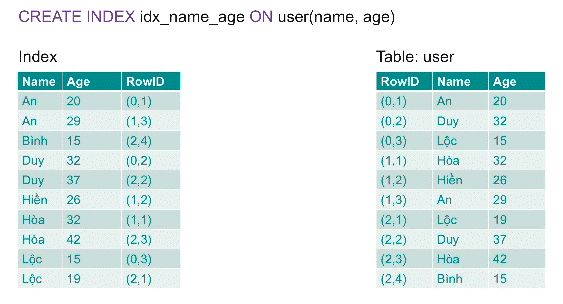 CREATE INDEX idx_name_age ON user(name, age)
Index
Name Age RowID
An 20 (0,1)
An 29 (1,3)
Bình 15 (2,4)
Duy 32 (0,2)
Duy 37 (2,2)
Hiền 26 (1,2)
Hòa 32 (1,1)
Hòa 42 (2,3)
Lộc 15 (0,3)
Lộc 19 (2,1)
Table: user
RowID Name Age
(0,1) An 20
(0,2) Duy 32
(0,3) Lộc 15
(1,1) Hòa 32
(1,2) Hiền 26
(1,3) An 29
(2,1) Lộc 19
(2,2) Duy 37
(2,3) Hòa 42
(2,4) Bình 15